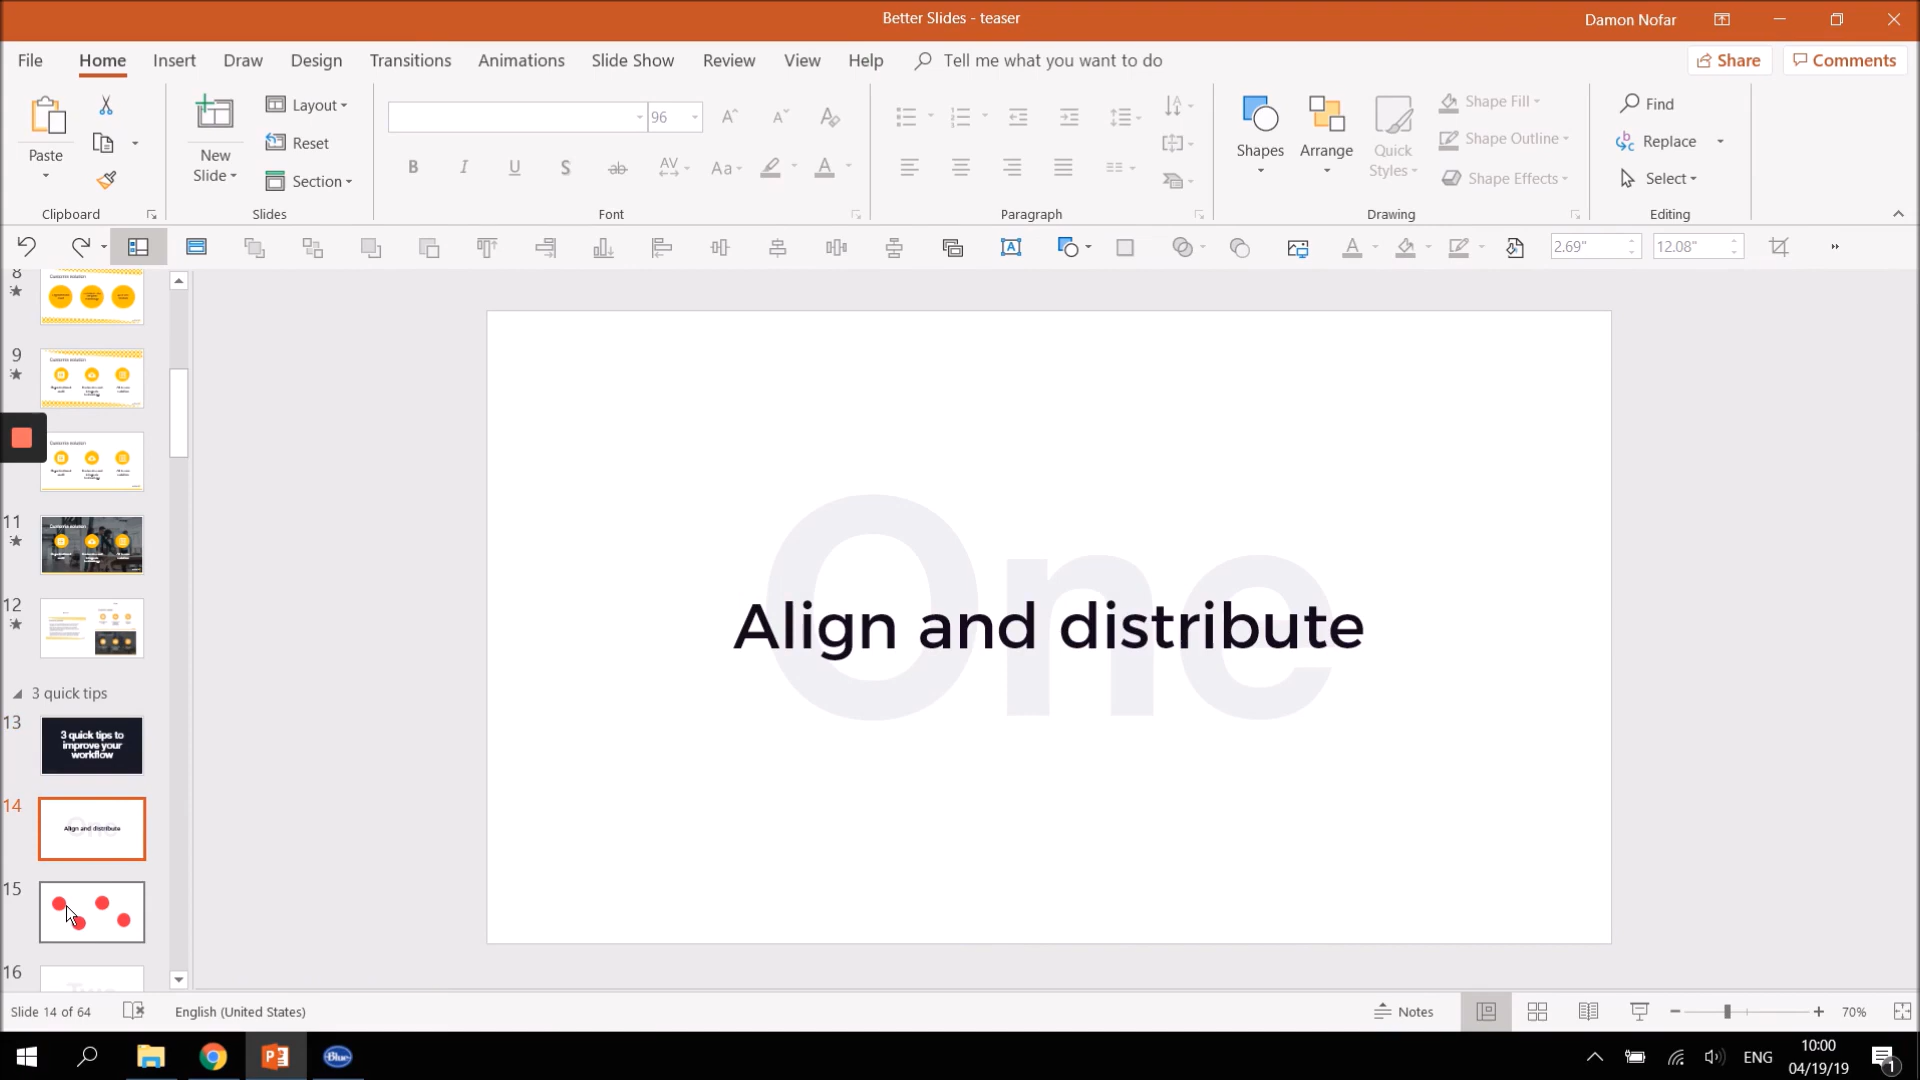 Better Slides - teaser
Damon Nofar
File Home Insert Draw Design Transitions Animations Slide Show Review View Help Tell me what you want to do
Share Comments
Paste
New Slide
Layout
Reset
Section
96
Shapes
Arrange
Quick Styles
Shape Fill
Shape Outline
Shape Effects
Find
Replace
Select
Clipboard Slides Font Paragraph Drawing Editing
2.69" 12.08"
8
9
11
12
3 quick tips
13
3 quick tips to
improve your
workflow
14
One
Align and distribute
15
16
Two
One
Align and distribute
Slide 14 of 64 English (United States) Notes 70%
Blue ENG
10:00
04/19/19
1